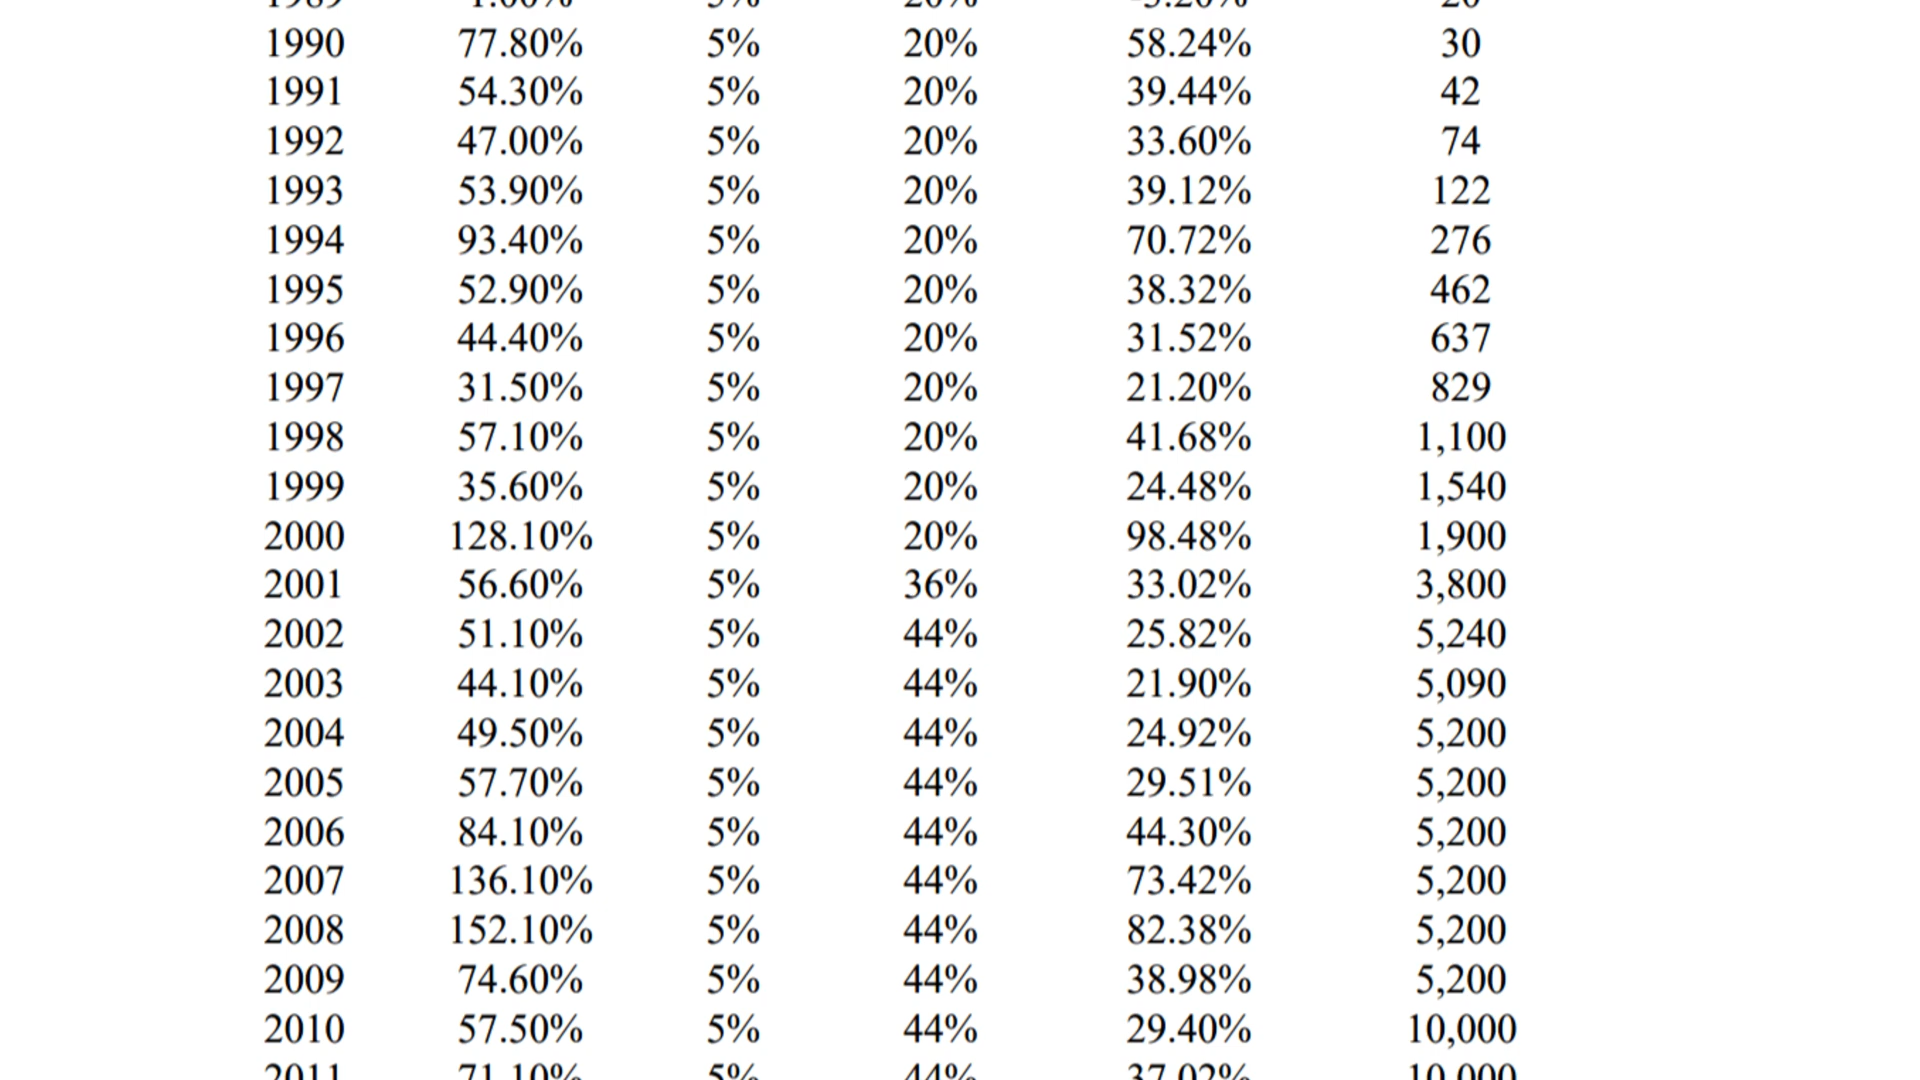 1990 77.80% 5% 20% 58.24% 30
1991 54.30% 5% 20% 39.44% 42
1992 47.00% 5% 20% 33.60% 74
1993 53.90% 5% 20% 39.12% 122
1994 93.40% 5% 20% 70.72% 276
1995 52.90% 5% 20% 38.32% 462
1996 44.40% 5% 20% 31.52% 637
1997 31.50% 5% 20% 21.20% 829
1998 57.10% 5% 20% 41.68% 1,100
1999 35.60% 5% 20% 24.48% 1,540
2000 128.10% 5% 20% 98.48% 1,900
2001 56.60% 5% 36% 33.02% 3,800
2002 51.10% 5% 44% 25.82% 5,240
2003 44.10% 5% 44% 21.90% 5,090
2004 49.50% 5% 44% 24.92% 5,200
2005 57.70% 5% 44% 29.51% 5,200
2006 84.10% 5% 44% 44.30% 5,200
2007 136.10% 5% 44% 73.42% 5,200
2008 152.10% 5% 44% 82.38% 5,200
2009 74.60% 5% 44% 38.98% 5,200
2010 57.50% 5% 44% 29.40% 10,000
2011 71.10% 5% 44% 37.02% 10,000